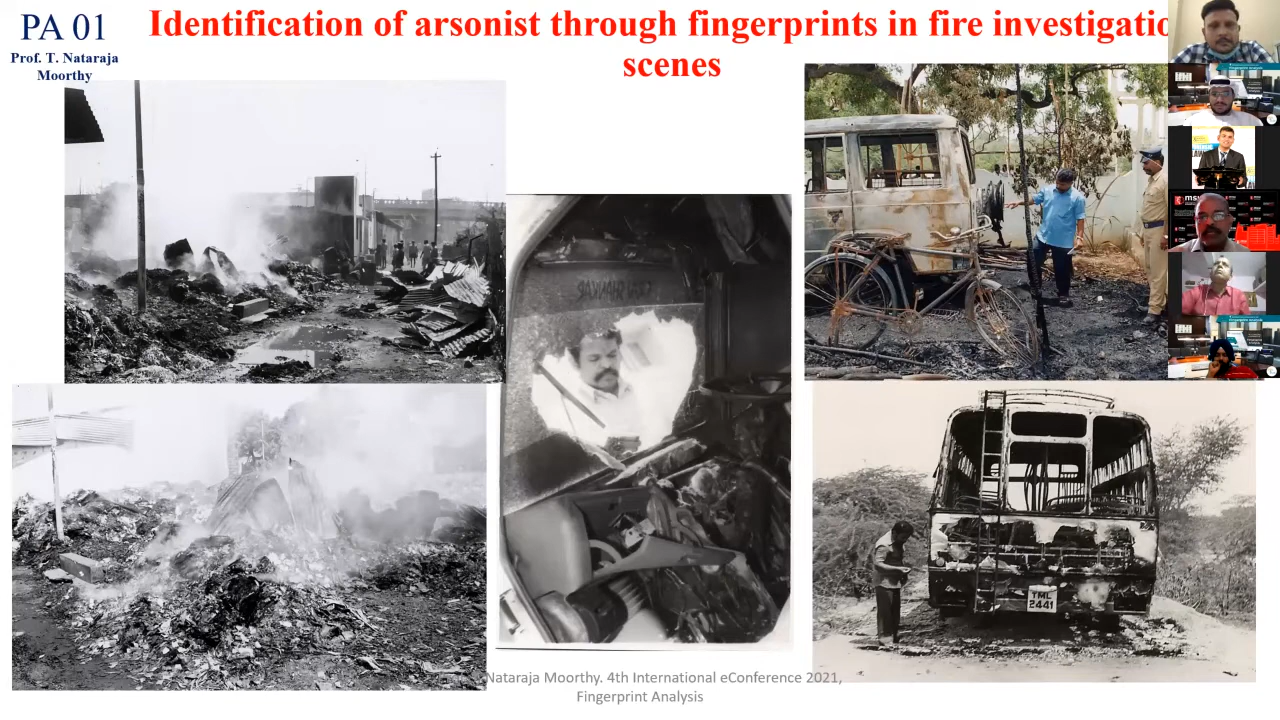 PA 01
Prof. T. Nataraja
Moorthy
Identification of arsonist through fingerprints in fire investigatio
scenes
TML
2441
Nataraja Moorthy. 4th International eConference 2021,
Fingerprint Analysis